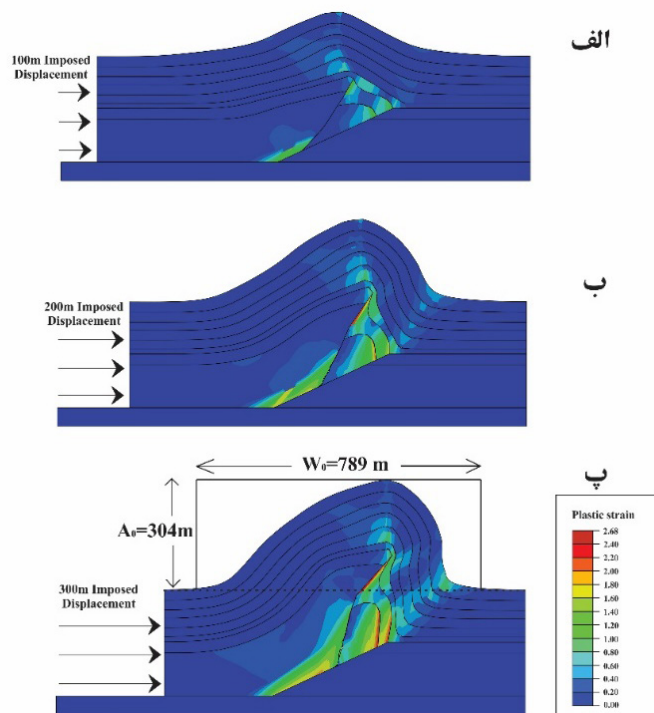 الف
100m Imposed
Displacement
ب
200m Imposed
Displacement
پ
W₀=789 m
A₀=304m
300m Imposed
Displacement
Plastic strain
2.68
2.40
2.20
2.00
1.80
1.60
1.40
1.20
1.00
0.80
0.60
0.40
0.20
0.00